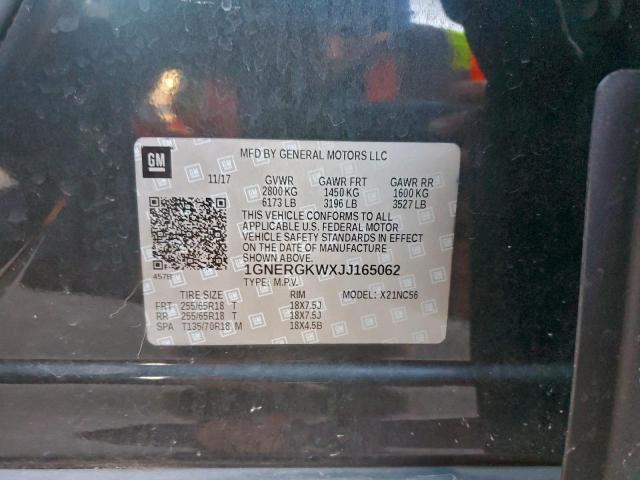 GM MFD BY GENERAL MOTORS LLC
11/17 GVWR GAWR FRT GAWR RR
2800 KG 1450 KG 1600 KG
6173 LB 3196 LB 3527 LB
THIS VEHICLE CONFORMS TO ALL
APPLICABLE U.S. FEDERAL MOTOR
VEHICLE SAFETY STANDARDS IN EFFECT
ON THE DATE OF MANUFACTURE
SHOWN ABOVE.
457B 1GNERGKWXJJ165062
TYPE: M.P.V.
TIRE SIZE RIM MODEL: X21NC56
FRT 255/65R18 T 18X7.5J
RR 255/65R18 T 18X7.5J
SPA T135/70R18 M 18X4.5B